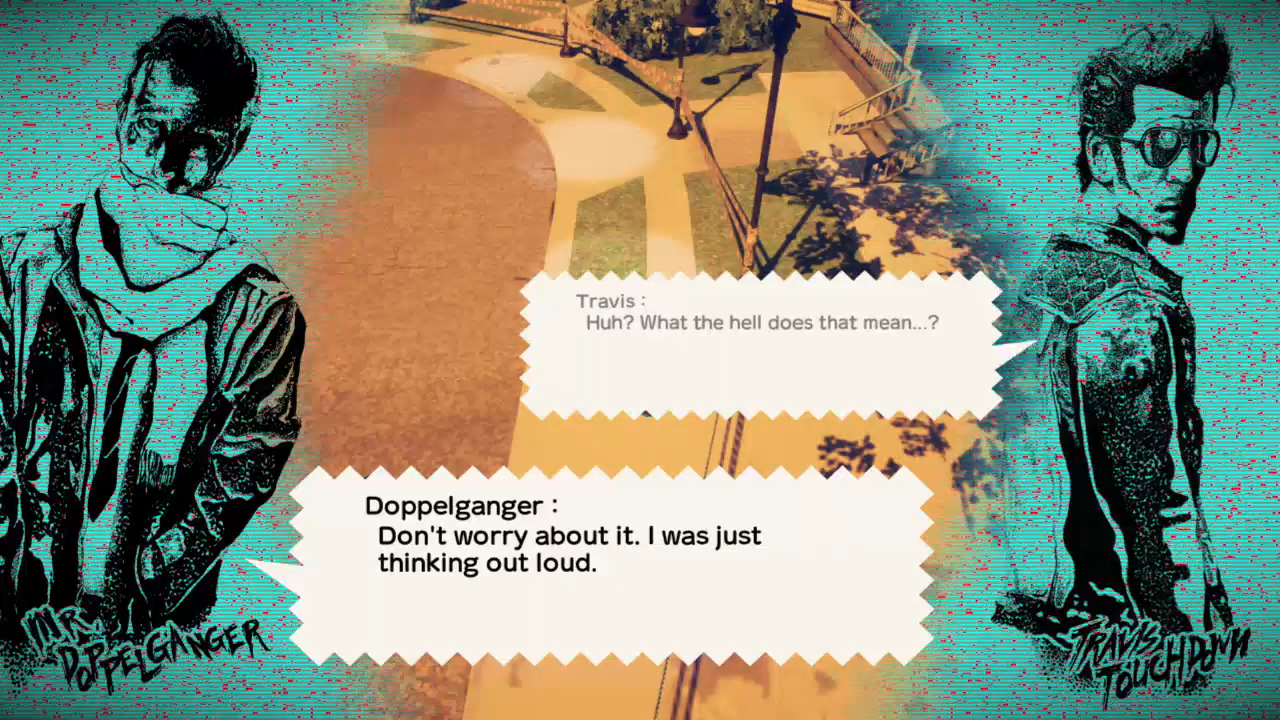 Travis :
Huh? What the hell does that mean...?
Doppelganger :
Don't worry about it. I was just
thinking out loud.
MR
DOPPELGANGER
TRAVIS
TOUCHDOWN